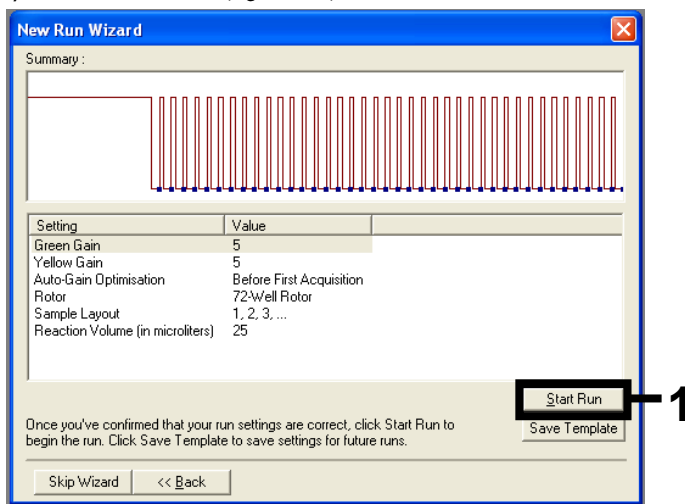 New Run Wizard
Summary :
Setting Value
Green Gain 5
Yellow Gain 5
Auto-Gain Optimisation Before First Acquisition
Rotor 72-Well Rotor
Sample Layout 1, 2, 3, ...
Reaction Volume (in microliters) 25
Start Run
1
Once you've confirmed that your run settings are correct, click Start Run to
begin the run. Click Save Template to save settings for future runs.
Save Template
Skip Wizard << Back